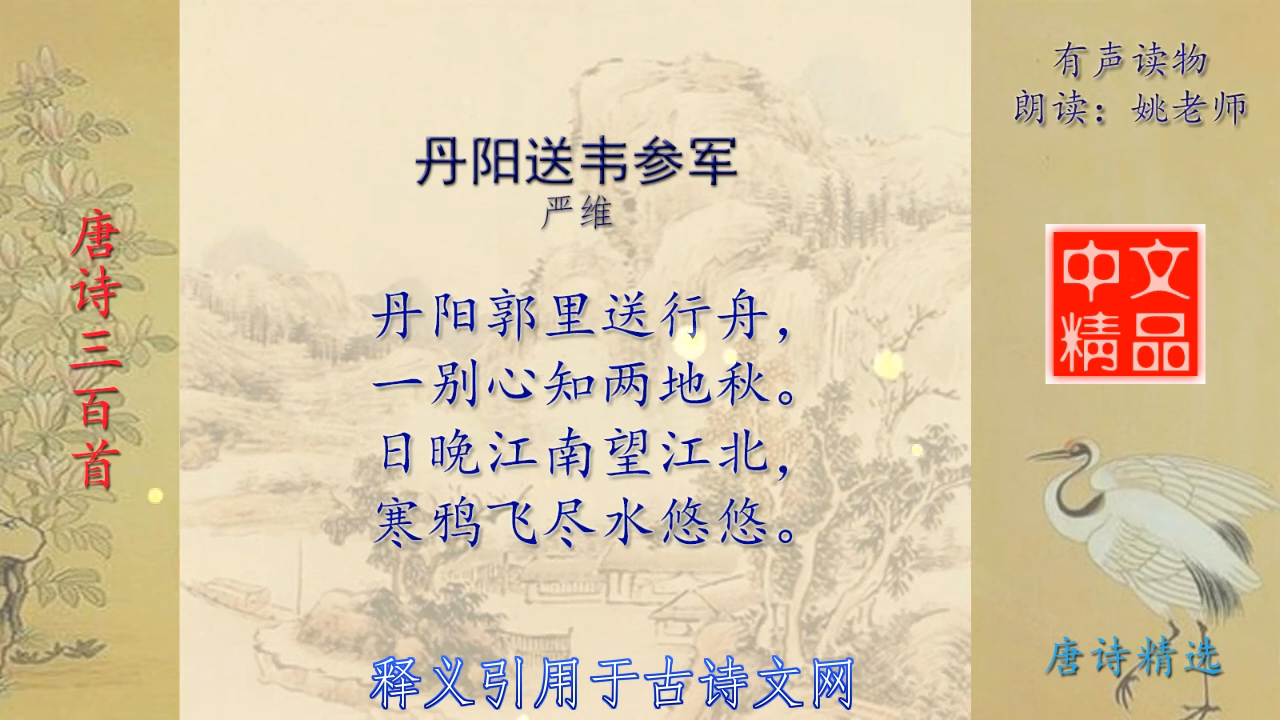 有声读物
朗读：姚老师
丹阳送韦参军
严维
唐诗三百首
中文
精品
丹阳郭里送行舟，
一别心知两地秋。
日晚江南望江北，
寒鸦飞尽水悠悠。
唐诗精选
释义引用于古诗文网